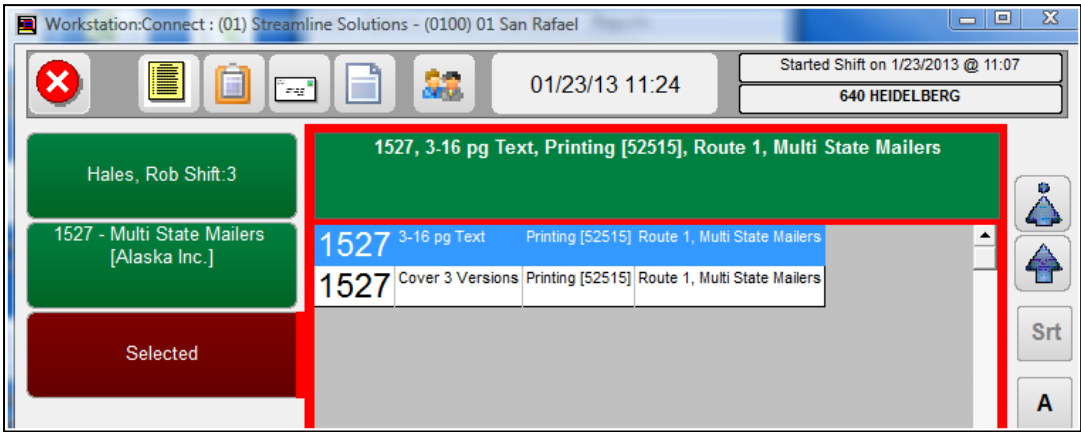 Workstation:Connect : (01) Streamline Solutions - (0100) 01 San Rafael
01/23/13 11:24
Started Shift on 1/23/2013 @ 11:07
640 HEIDELBERG
Hales, Rob Shift:3
1527, 3-16 pg Text, Printing [52515], Route 1, Multi State Mailers
1527 - Multi State Mailers
[Alaska Inc.]
1527 3-16 pg Text Printing [52515] Route 1, Multi State Mailers
1527 Cover 3 Versions Printing [52515] Route 1, Multi State Mailers
Selected
Srt
A